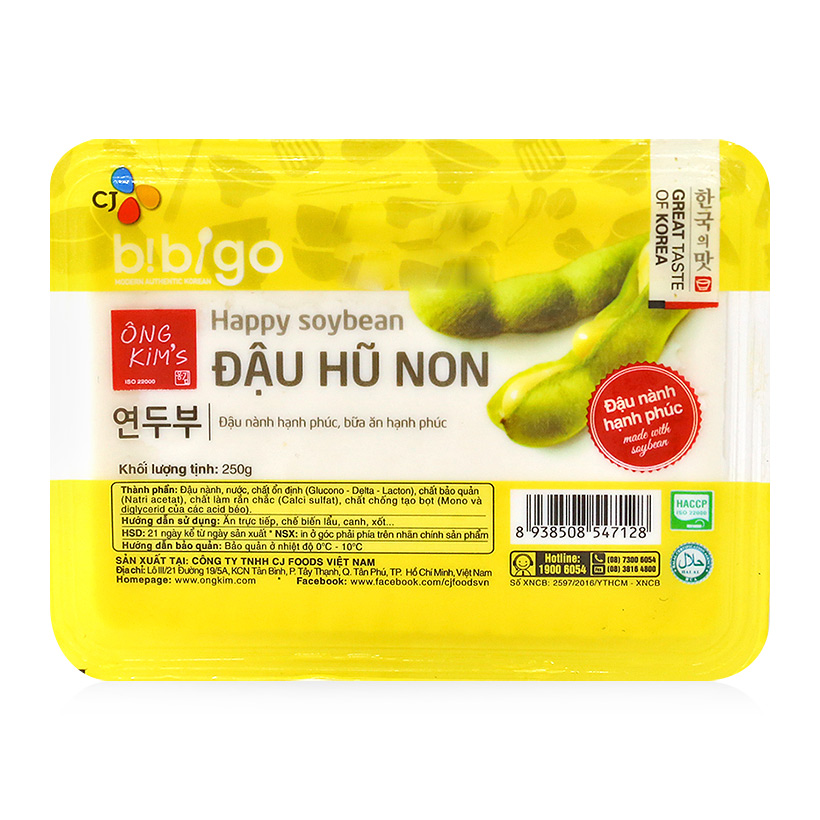 CJ
b!b!go
MODERN AUTHENTIC KOREAN
한국의 맛
GREAT TASTE
OF KOREA
ÔNG
KIM'S
ISO 22000
Happy soybean
ĐẬU HŨ NON
연두부
Đậu nành hạnh phúc, bữa ăn hạnh phúc
Đậu nành
hạnh phúc
made with
soybean
Khối lượng tịnh: 250g
Thành phần: Đậu nành, nước, chất ổn định (Glucono - Delta - Lacton), chất bảo quản
(Natri acetat), chất làm rắn chắc (Calci sulfat), chất chống tạo bọt (Mono và
diglycerid của các acid béo).
Hướng dẫn sử dụng: Ăn trực tiếp, chế biến lẩu, canh, xốt...
HSD: 21 ngày kể từ ngày sản xuất * NSX: in ở góc phải phía trên nhãn chính sản phẩm
Hướng dẫn bảo quản: Bảo quản ở nhiệt độ 0°C - 10°C
SẢN XUẤT TẠI: CÔNG TY TNHH CJ FOODS VIỆT NAM
Địa chỉ: Lô III/21 Đường 19/5A, KCN Tân Bình, P. Tây Thạnh, Q. Tân Phú, TP. Hồ Chí Minh, Việt Nam
Homepage: www.ongkim.com * Facebook: www.facebook.com/cjfoodsvn
8 938508 547128
Hotline:
1900 6054
(08) 7300 6054
(08) 3816 4800
Số XNCB: 2597/2016/YTHCM - XNCB
HACCP
ISO 22000
حلال
HALAL